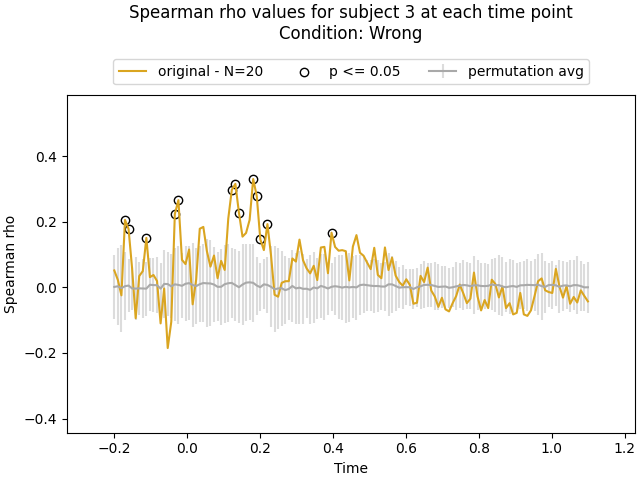 Spearman rho values for subject 3 at each time point
Condition: Wrong
original - N=20
p <= 0.05
permutation avg
Spearman rho
0.4
0.2
0.0
−0.2
−0.4
−0.2
0.0
0.2
0.4
0.6
0.8
1.0
1.2
Time